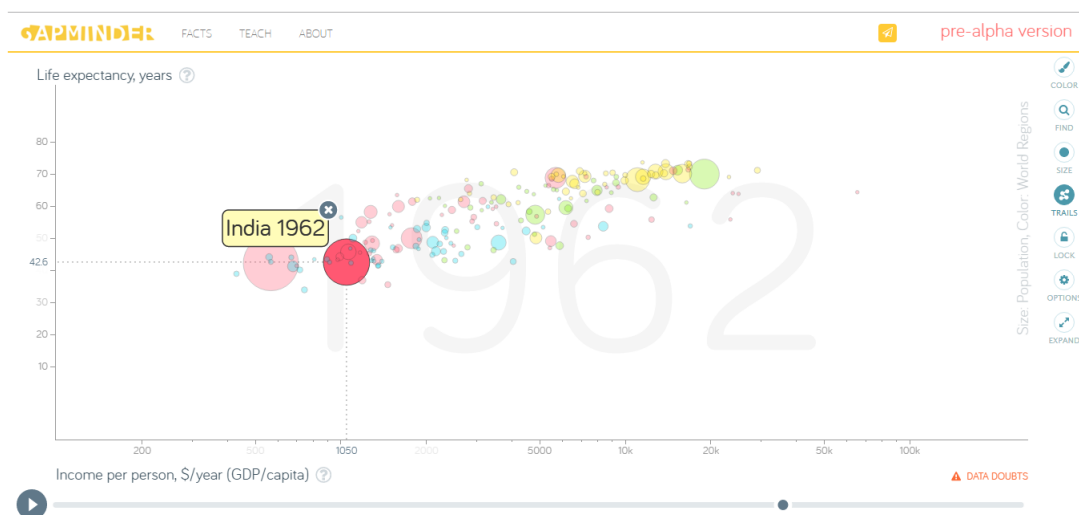 GAPMINDER FACTS TEACH ABOUT pre-alpha version
Life expectancy, years ?
COLOR
FIND
SIZE
TRAILS
LOCK
OPTIONS
EXPAND
Size: Population, Color: World Regions
1962
India 1962
80
70
60
50
42.6
30
20
10
200 500 1050 2000 5000 10k 20k 50k 100k
Income per person, $/year (GDP/capita) ?
DATA DOUBTS